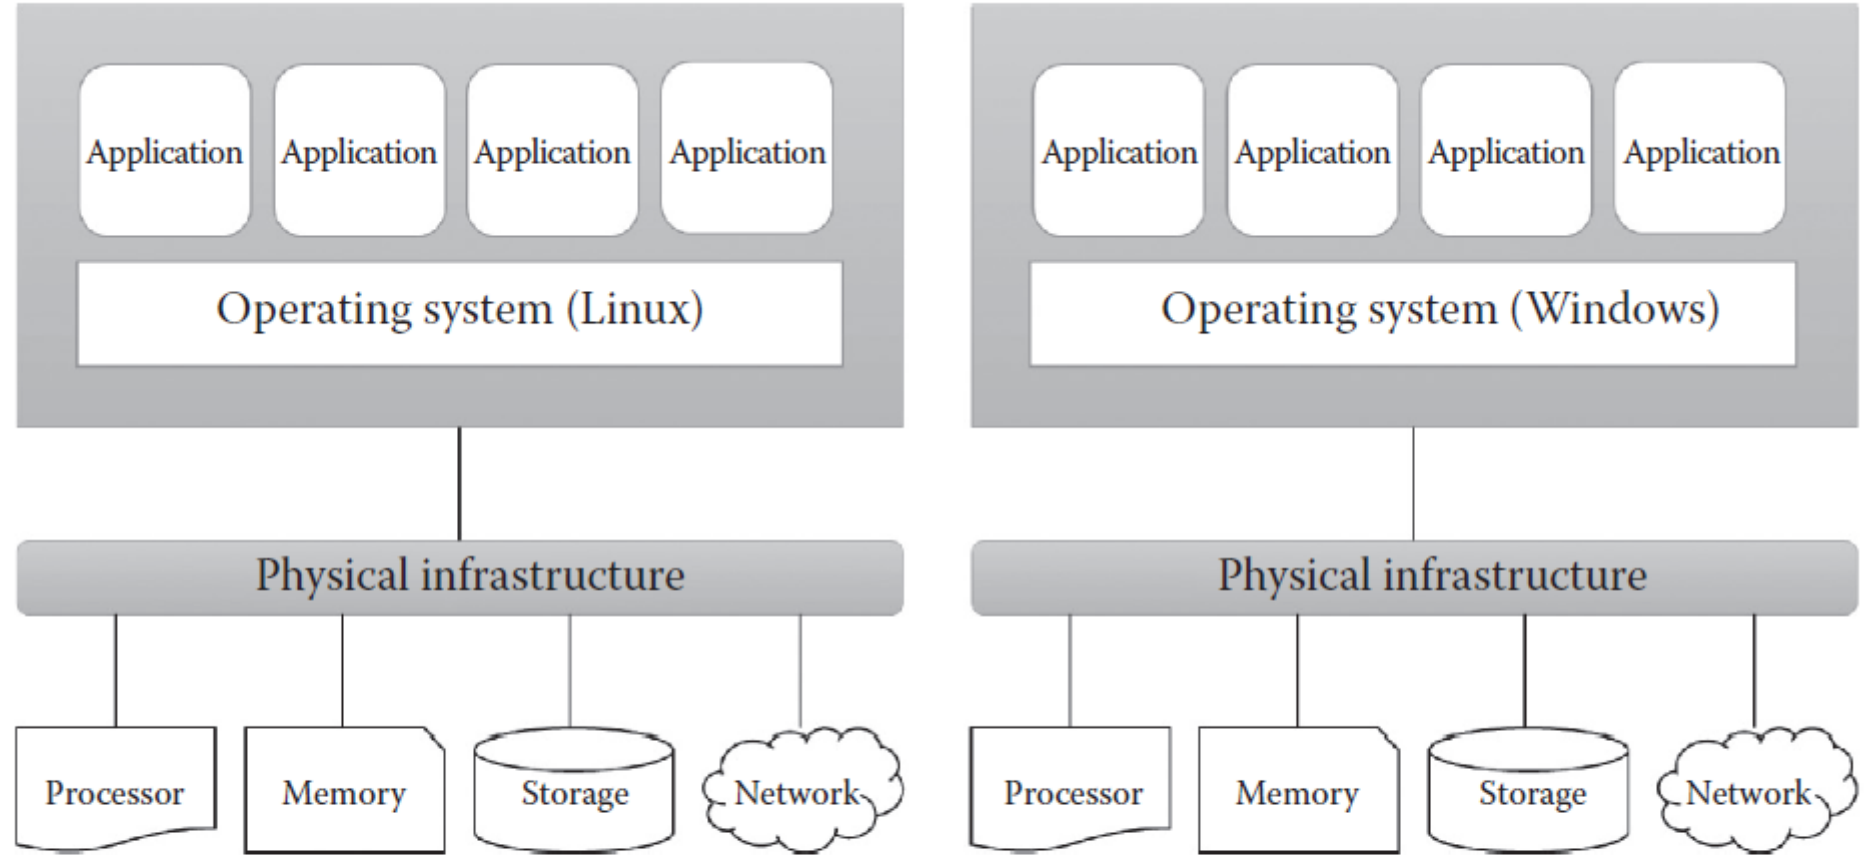 Application Application Application Application
Operating system (Linux)
Physical infrastructure
Processor Memory Storage Network
Application Application Application Application
Operating system (Windows)
Physical infrastructure
Processor Memory Storage Network